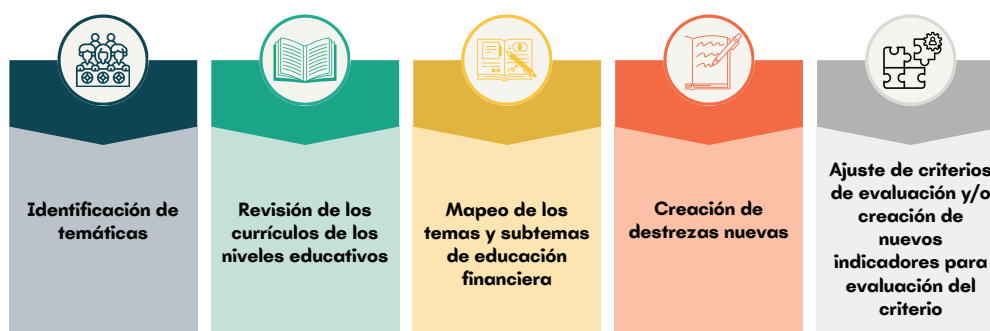 Identificación de
temáticas
Revisión de los
currículos de los
niveles educativos
Mapeo de los
temas y subtemas
de educación
financiera
Creación de
destrezas nuevas
Ajuste de criterios
de evaluación y/o
creación de
nuevos
indicadores para
evaluación del
criterio